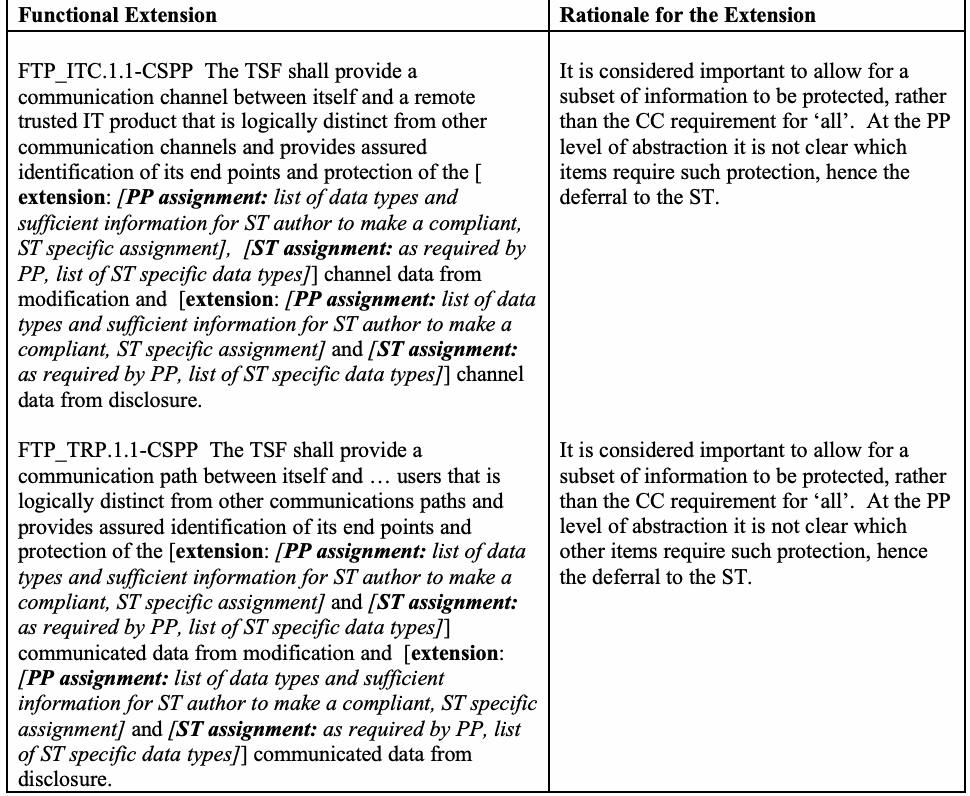 Functional Extension
Rationale for the Extension
FTP_ITC.1.1-CSPP  The TSF shall provide a
communication channel between itself and a remote
trusted IT product that is logically distinct from other
communication channels and provides assured
identification of its end points and protection of the [
extension: [PP assignment: list of data types and
sufficient information for ST author to make a compliant,
ST specific assignment],  [ST assignment: as required by
PP, list of ST specific data types]] channel data from
modification and  [extension: [PP assignment: list of data
types and sufficient information for ST author to make a
compliant, ST specific assignment] and [ST assignment:
as required by PP, list of ST specific data types]] channel
data from disclosure.
It is considered important to allow for a
subset of information to be protected, rather
than the CC requirement for ‘all’.  At the PP
level of abstraction it is not clear which
items require such protection, hence the
deferral to the ST.
FTP_TRP.1.1-CSPP  The TSF shall provide a
communication path between itself and … users that is
logically distinct from other communications paths and
provides assured identification of its end points and
protection of the [extension: [PP assignment: list of data
types and sufficient information for ST author to make a
compliant, ST specific assignment] and [ST assignment:
as required by PP, list of ST specific data types]]
communicated data from modification and  [extension:
[PP assignment: list of data types and sufficient
information for ST author to make a compliant, ST specific
assignment] and [ST assignment: as required by PP, list
of ST specific data types]] communicated data from
disclosure.
It is considered important to allow for a
subset of information to be protected, rather
than the CC requirement for ‘all’.  At the PP
level of abstraction it is not clear which
other items require such protection, hence
the deferral to the ST.